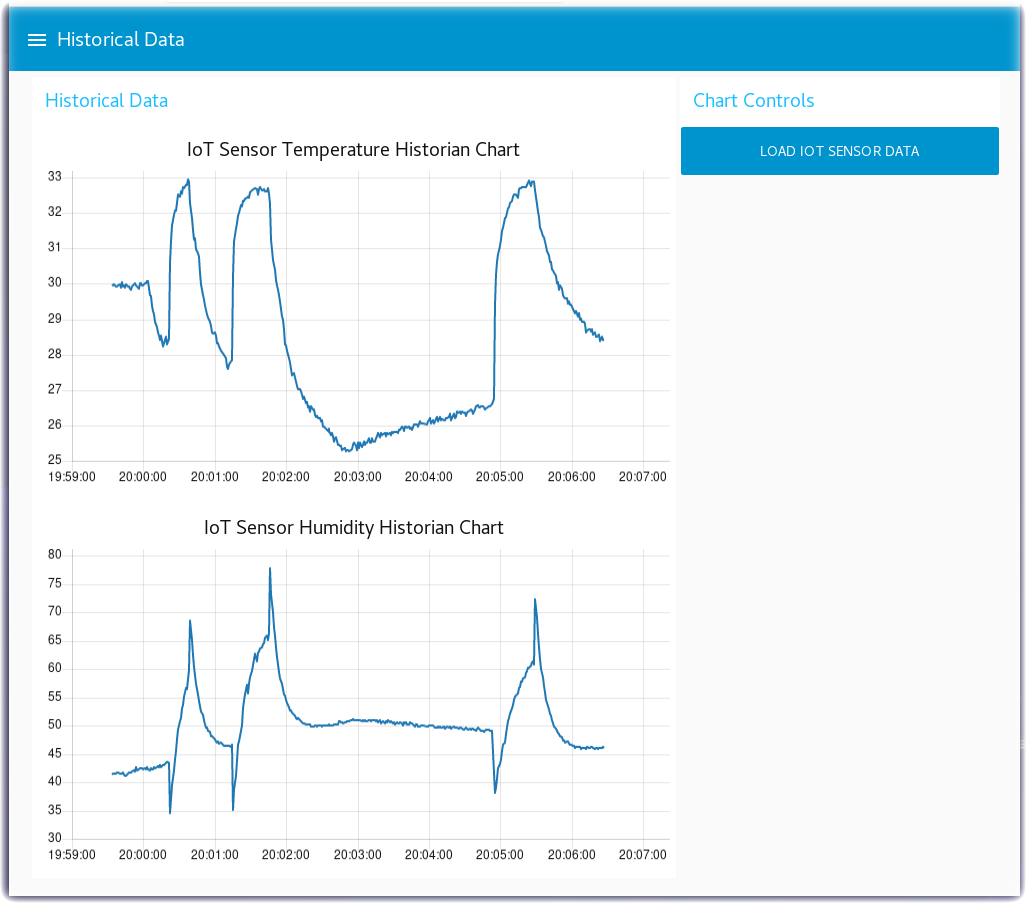 Historical Data
Historical Data
Chart Controls
LOAD IOT SENSOR DATA
IoT Sensor Temperature Historian Chart
33
32
31
30
29
28
27
26
25
19:59:00 20:00:00 20:01:00 20:02:00 20:03:00 20:04:00 20:05:00 20:06:00 20:07:00
IoT Sensor Humidity Historian Chart
80
75
70
65
60
55
50
45
40
35
30
19:59:00 20:00:00 20:01:00 20:02:00 20:03:00 20:04:00 20:05:00 20:06:00 20:07:00